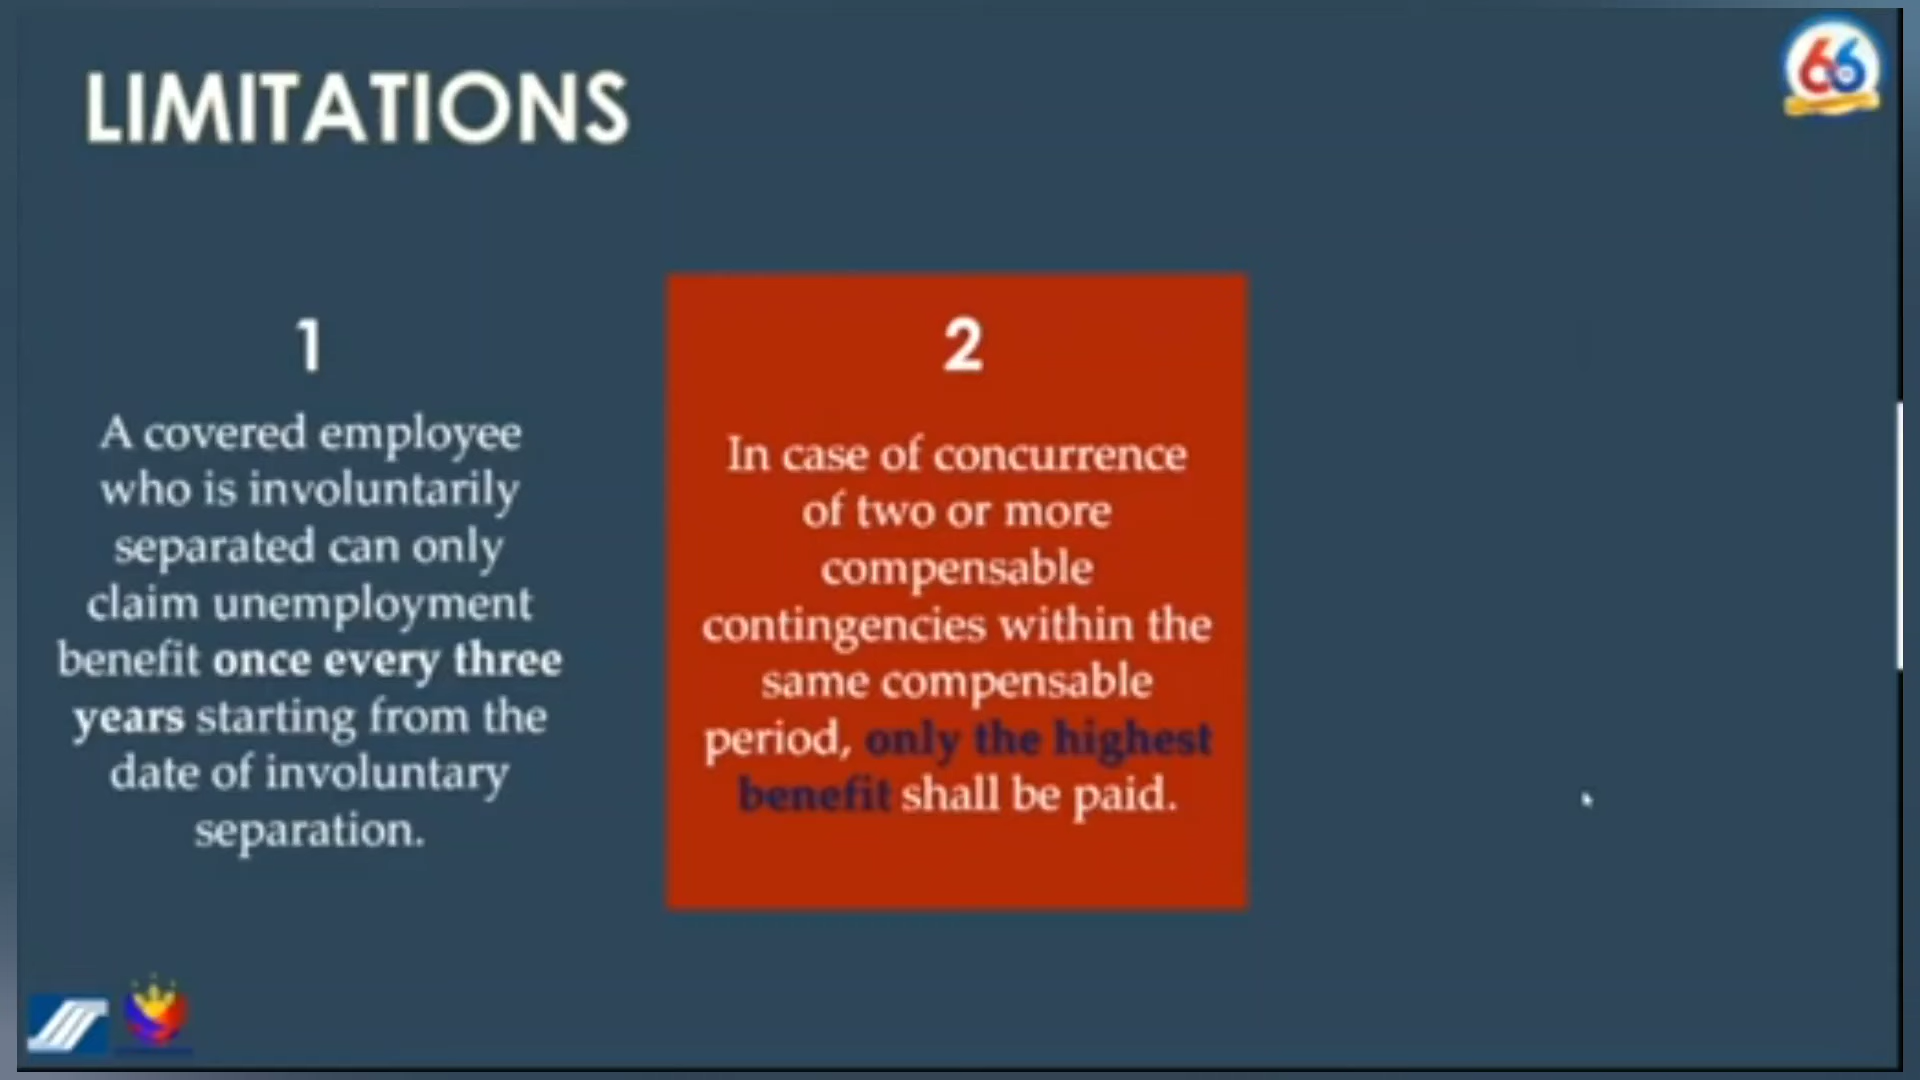 LIMITATIONS
66
1
A covered employee
who is involuntarily
separated can only
claim unemployment
benefit once every three
years starting from the
date of involuntary
separation.
2
In case of concurrence
of two or more
compensable
contingencies within the
same compensable
period, only the highest
benefit shall be paid.